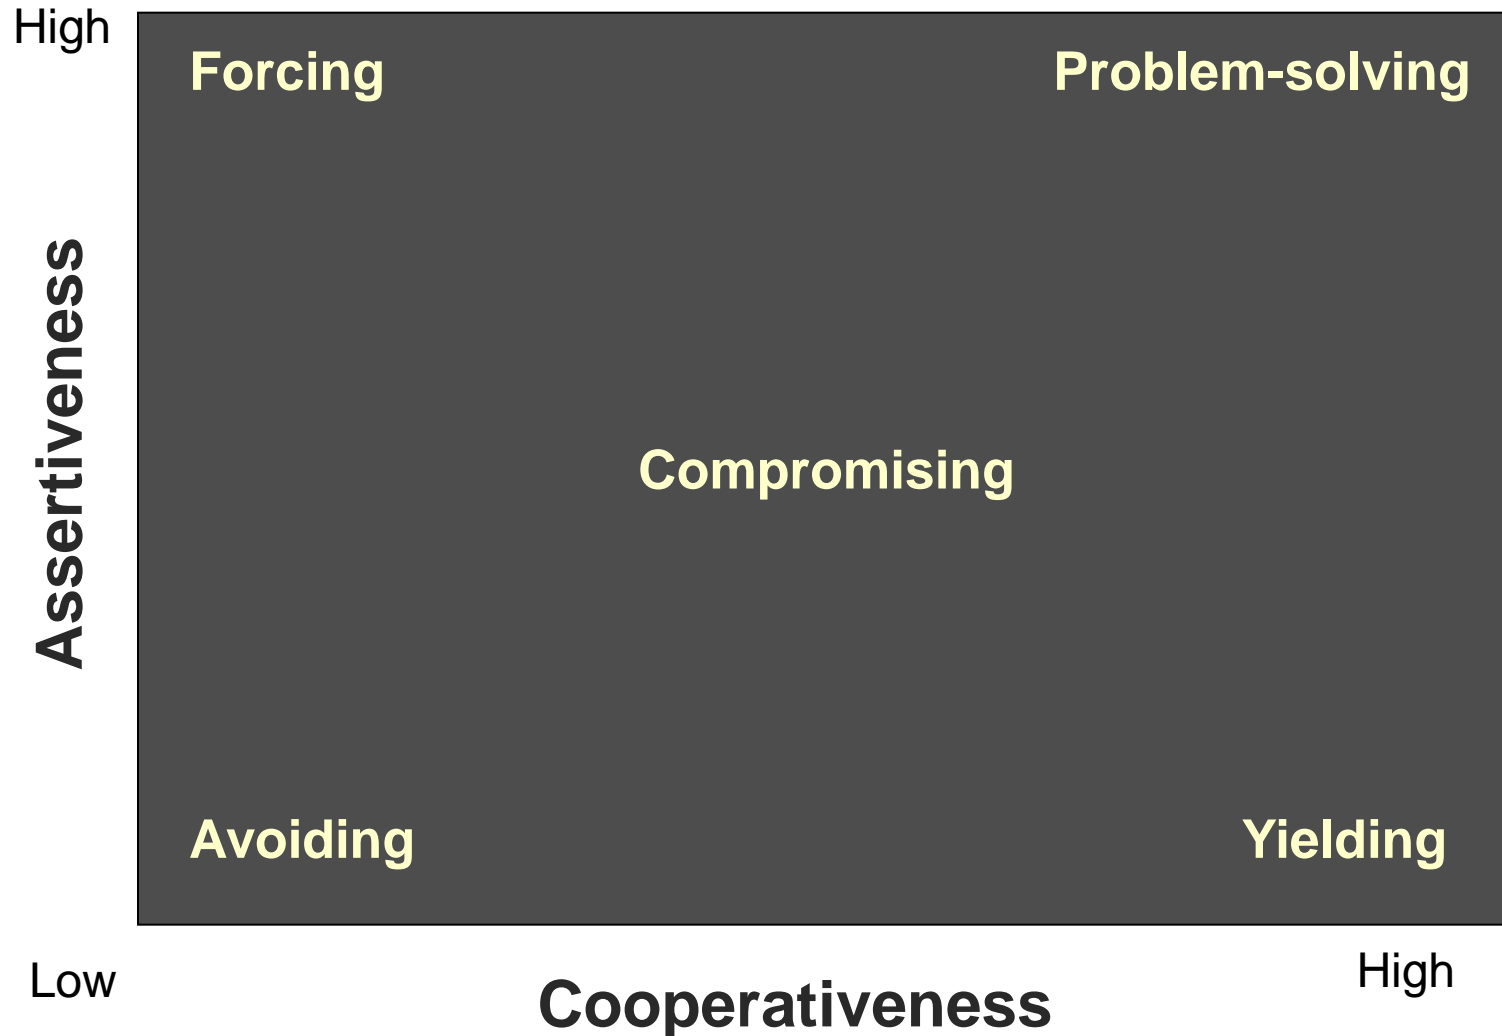 High
Forcing
Problem-solving
Assertiveness
Compromising
Avoiding
Yielding
Low
High
Cooperativeness